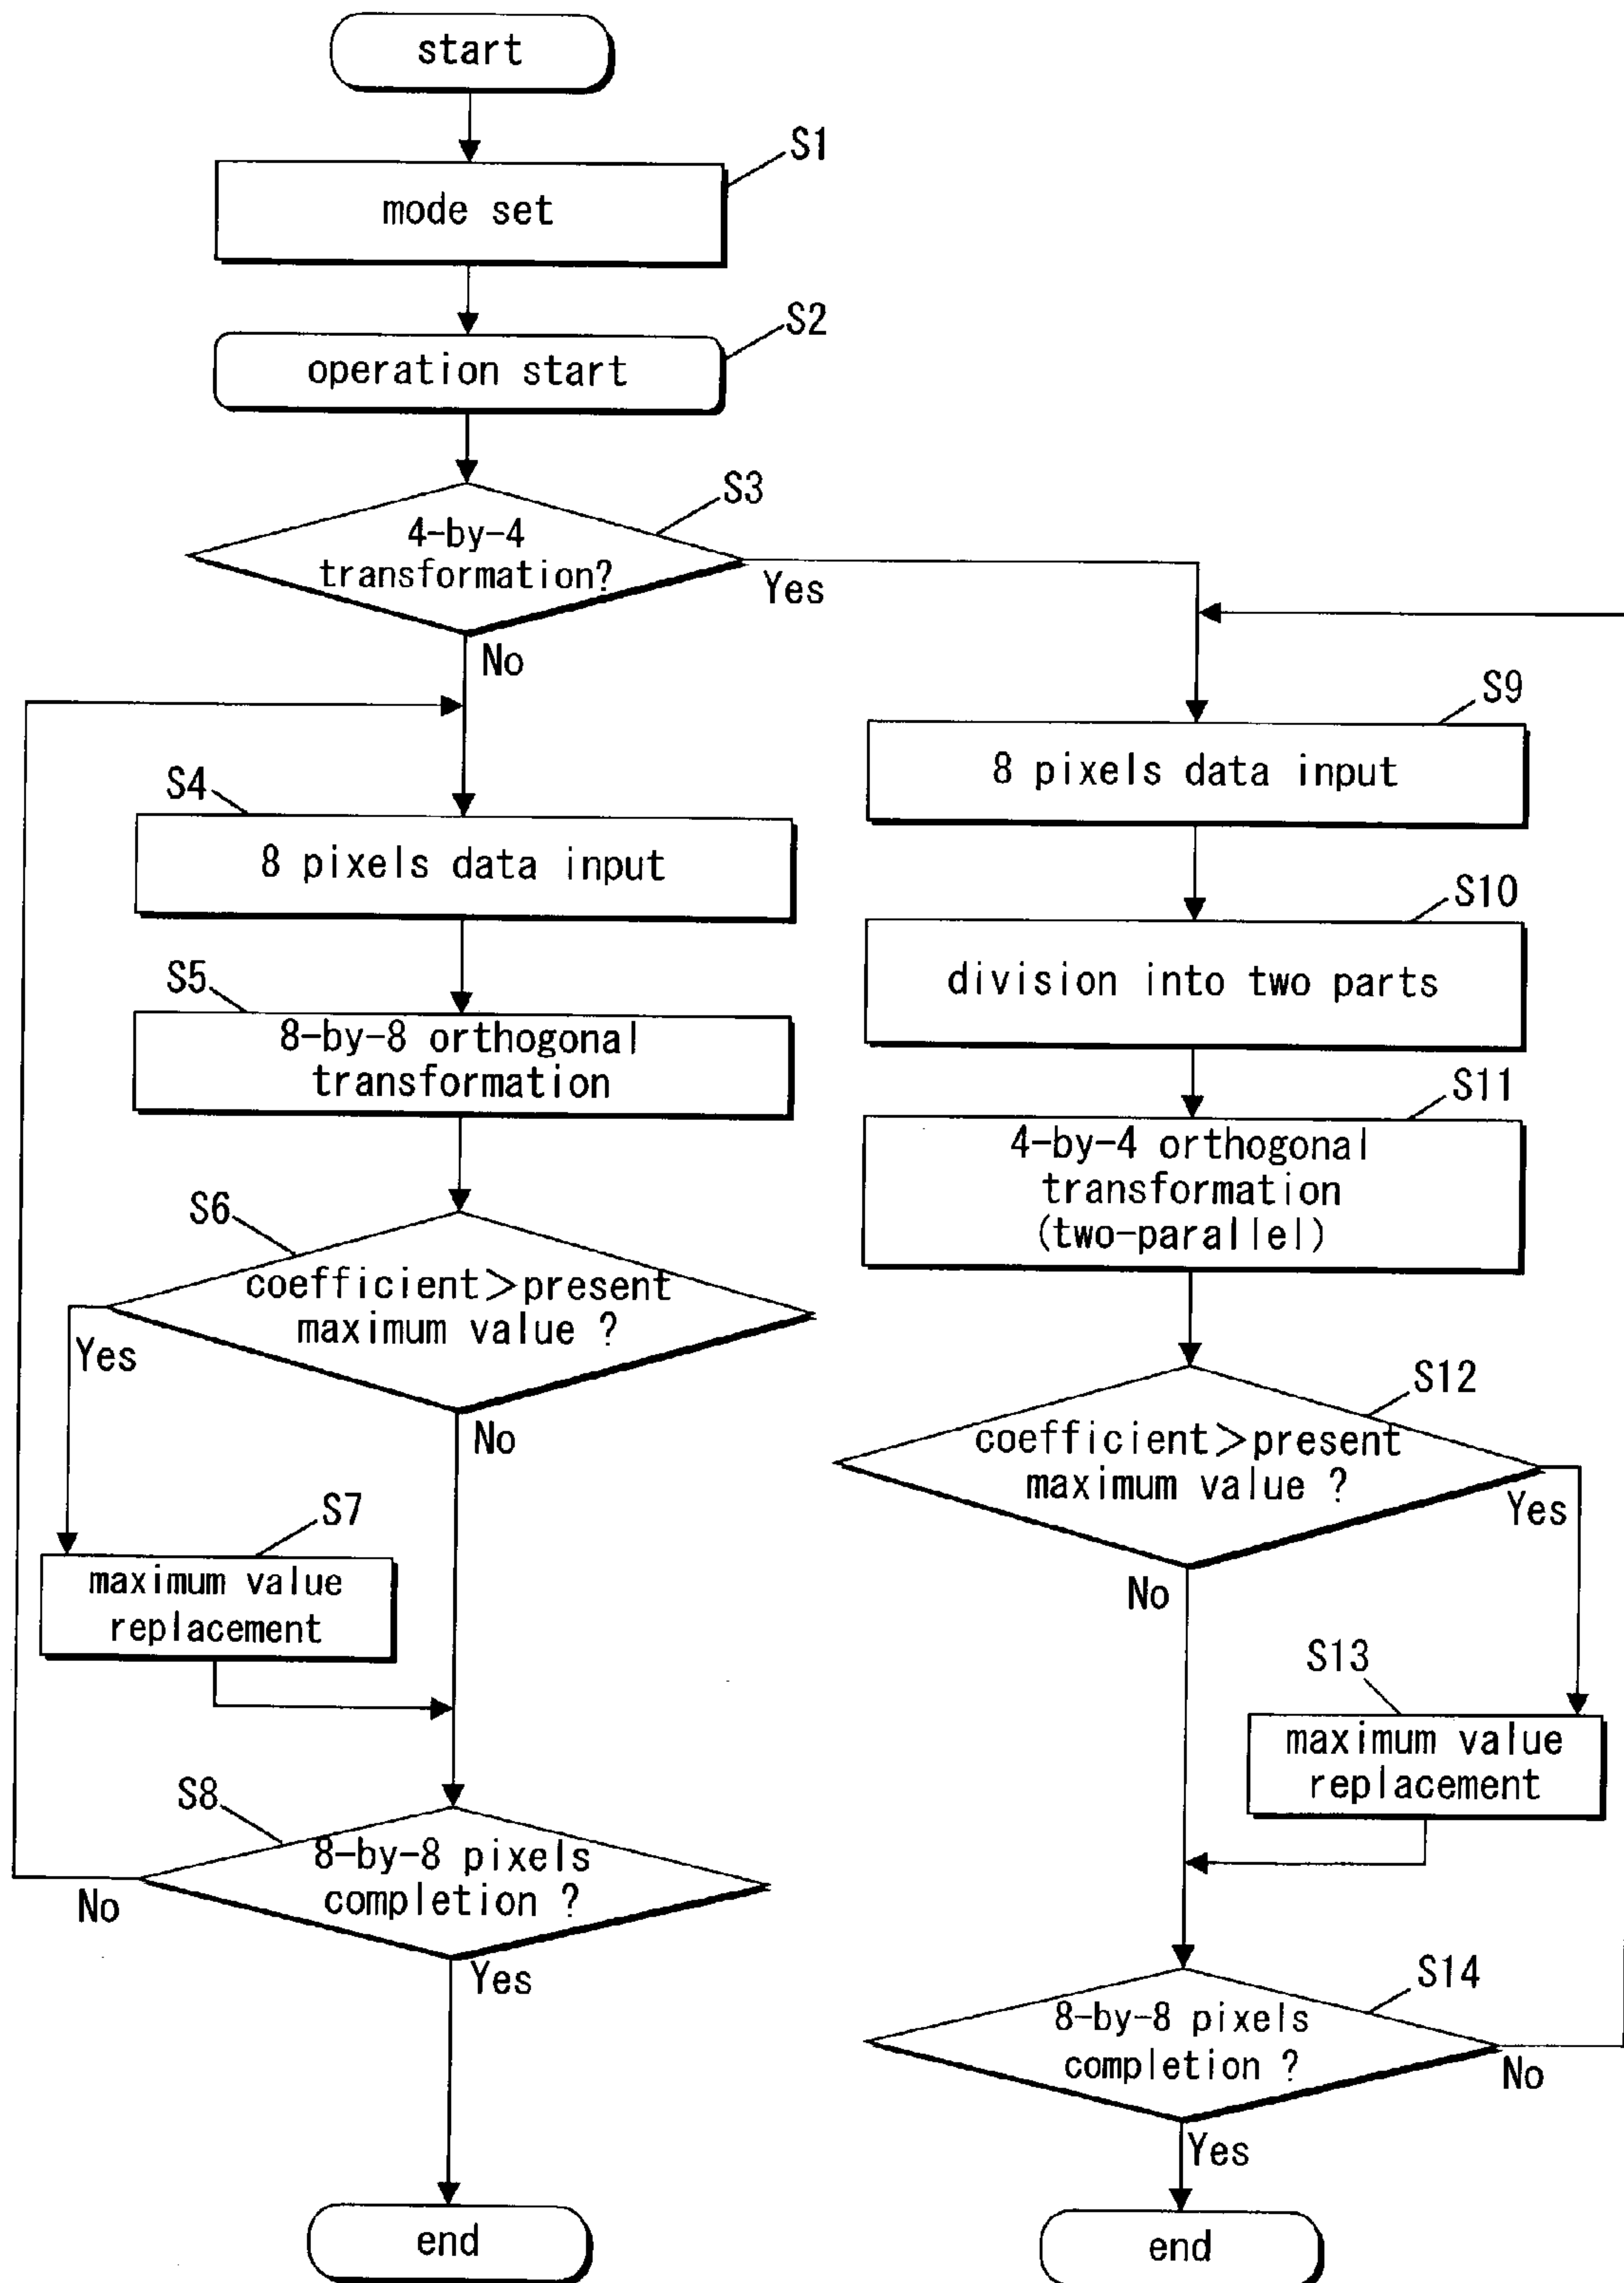 start
S1
mode set
S2
operation start
S3
4-by-4
transformation?
Yes
No
S4
8 pixels data input
S5
8-by-8 orthogonal
transformation
S6
coefficient>present
maximum value ?
Yes
No
S7
maximum value
replacement
S8
8-by-8 pixels
completion ?
No
Yes
end
S9
8 pixels data input
S10
division into two parts
S11
4-by-4 orthogonal
transformation
(two-parallel)
S12
coefficient>present
maximum value ?
Yes
No
S13
maximum value
replacement
S14
8-by-8 pixels
completion ?
No
Yes
end